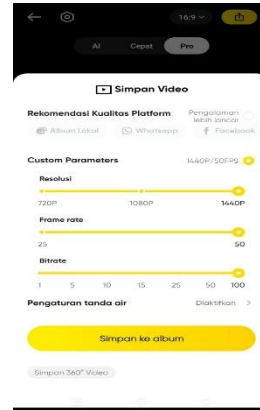 16:9
AI Cepat Pro
Simpan Video
Rekomendasi Kualitas Platform Pengalaman lebih lancar
Album Lokal Whatsapp Facebook
Custom Parameters 1440P/50FPS
Resolusi
720P 1080P 1440P
Frame rate
25 50
Bitrate
1 5 10 15 25 50 100
Pengaturan tanda air Diaktifkan >
Simpan ke album
Simpan 360° Video